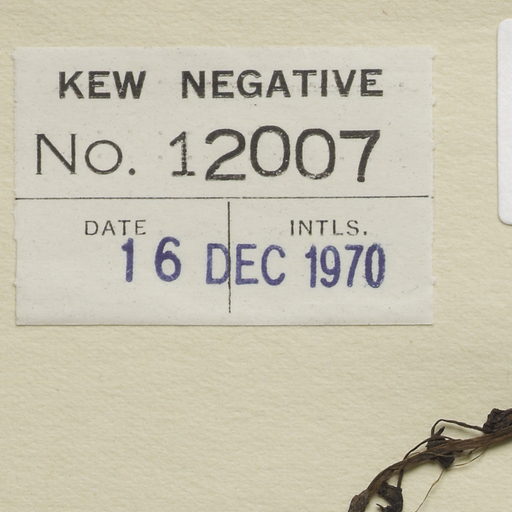 KEW NEGATIVE
No. 12007
DATE INTLS.
16 DEC 1970